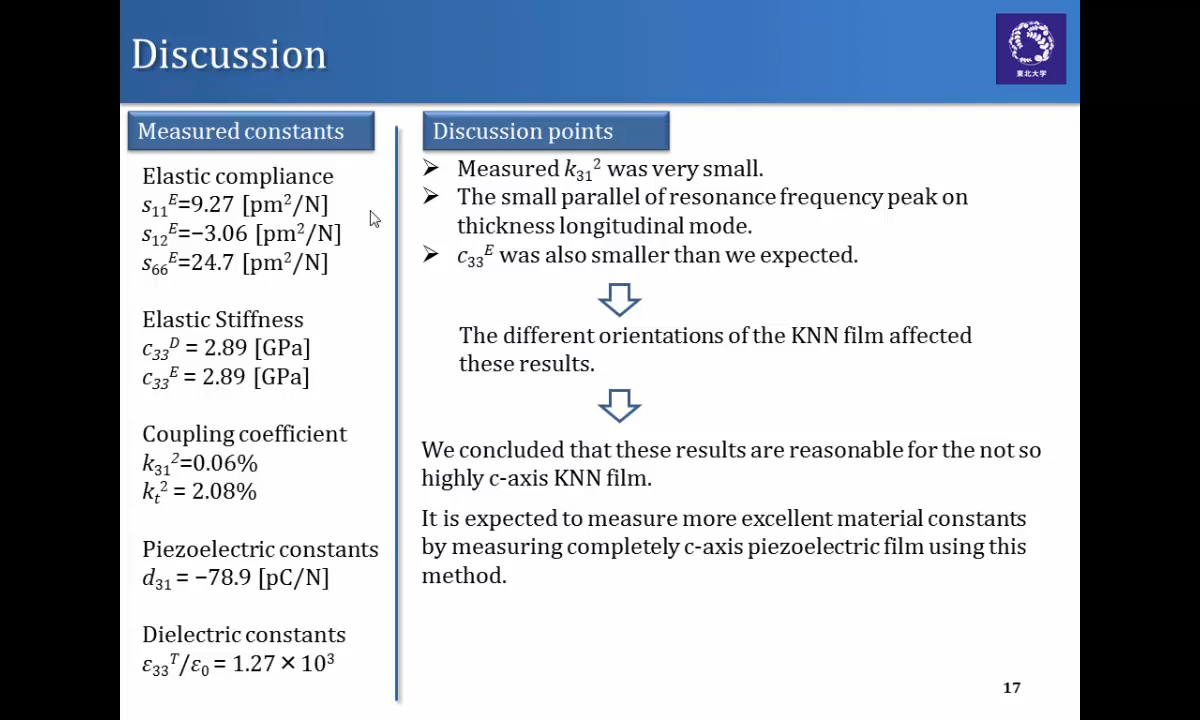 Discussion
東北大学
Measured constants
Elastic compliance
s₁₁ᴱ=9.27 [pm²/N]
s₁₂ᴱ=−3.06 [pm²/N]
s₆₆ᴱ=24.7 [pm²/N]
Elastic Stiffness
c₃₃ᴰ = 2.89 [GPa]
c₃₃ᴱ = 2.89 [GPa]
Coupling coefficient
k₃₁²=0.06%
kₜ² = 2.08%
Piezoelectric constants
d₃₁ = −78.9 [pC/N]
Dielectric constants
ε₃₃ᵀ/ε₀ = 1.27 × 10³
Discussion points
➢ Measured k₃₁² was very small.
➢ The small parallel of resonance frequency peak on
thickness longitudinal mode.
➢ c₃₃ᴱ was also smaller than we expected.
The different orientations of the KNN film affected
these results.
We concluded that these results are reasonable for the not so
highly c-axis KNN film.
It is expected to measure more excellent material constants
by measuring completely c-axis piezoelectric film using this
method.
17